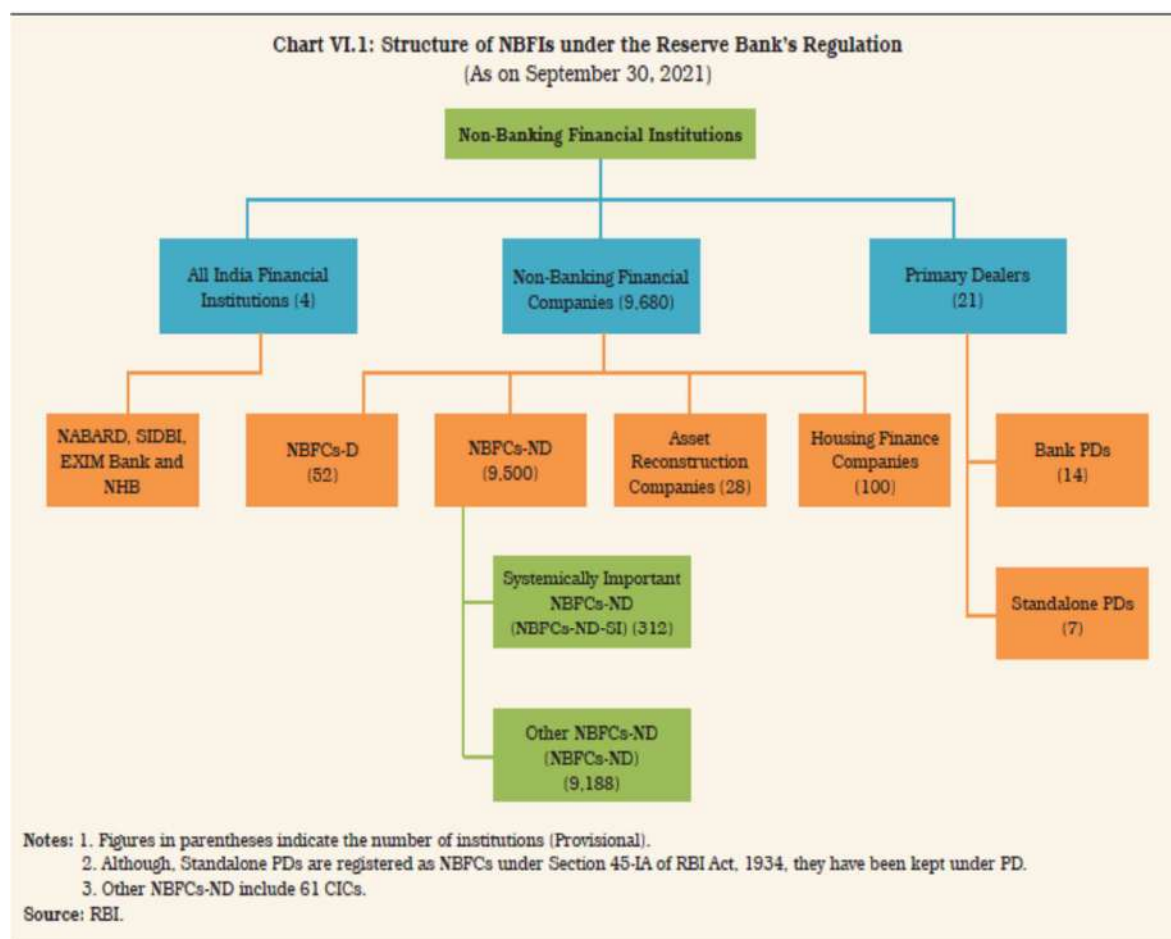 Chart VI.1: Structure of NBFIs under the Reserve Bank's Regulation
(As on September 30, 2021)
Non-Banking Financial Institutions
All India Financial
Institutions (4)
Non-Banking Financial
Companies (9,680)
Primary Dealers
(21)
NABARD, SIDBI,
EXIM Bank and
NHB
NBFCs-D
(52)
NBFCs-ND
(9,500)
Asset
Reconstruction
Companies (28)
Housing Finance
Companies
(100)
Bank PDs
(14)
Systemically Important
NBFCs-ND
(NBFCs-ND-SI) (312)
Standalone PDs
(7)
Other NBFCs-ND
(NBFCs-ND)
(9,188)
Notes: 1. Figures in parentheses indicate the number of institutions (Provisional).
2. Although, Standalone PDs are registered as NBFCs under Section 45-IA of RBI Act, 1934, they have been kept under PD.
3. Other NBFCs-ND include 61 CICs.
Source: RBI.